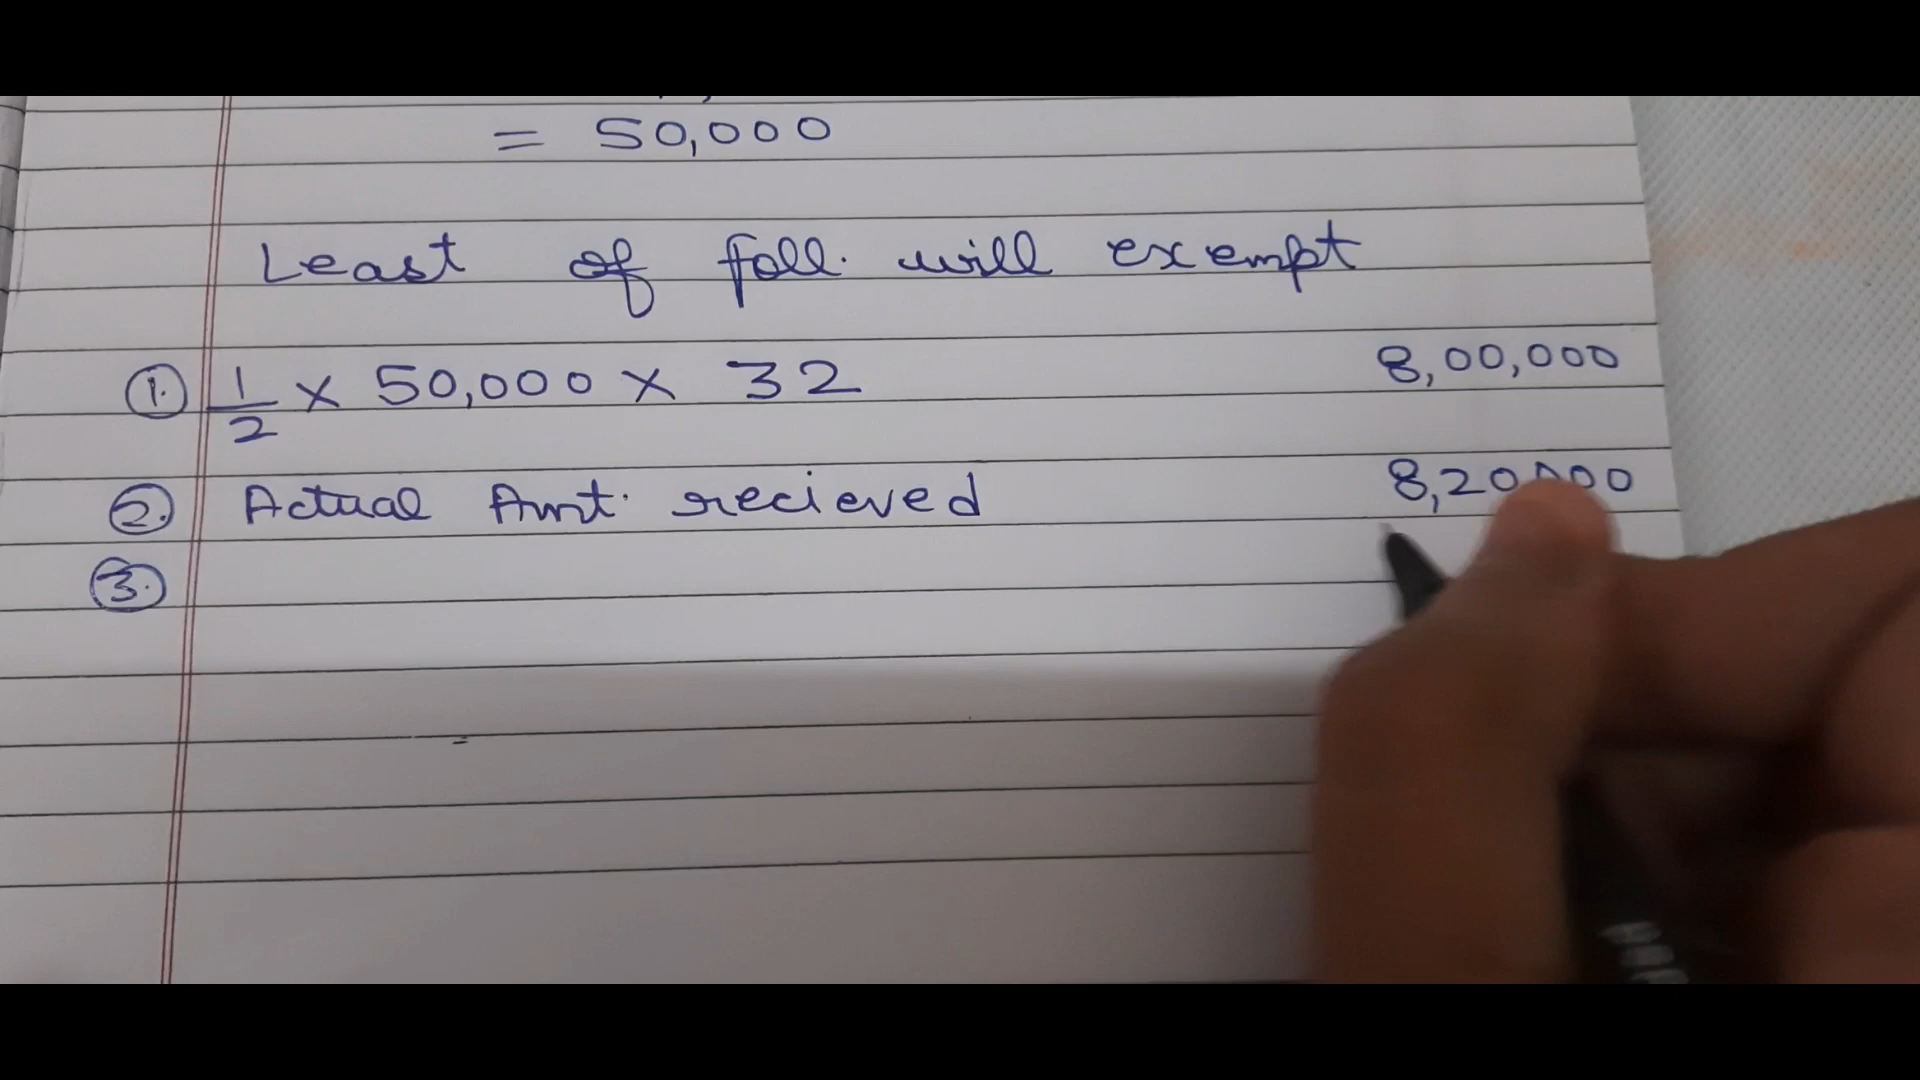 = 50,000
Least of foll. will exempt
1. 1/2 x 50,000 x 32 8,00,000
2. Actual Amt. recieved 8,20,000
3.